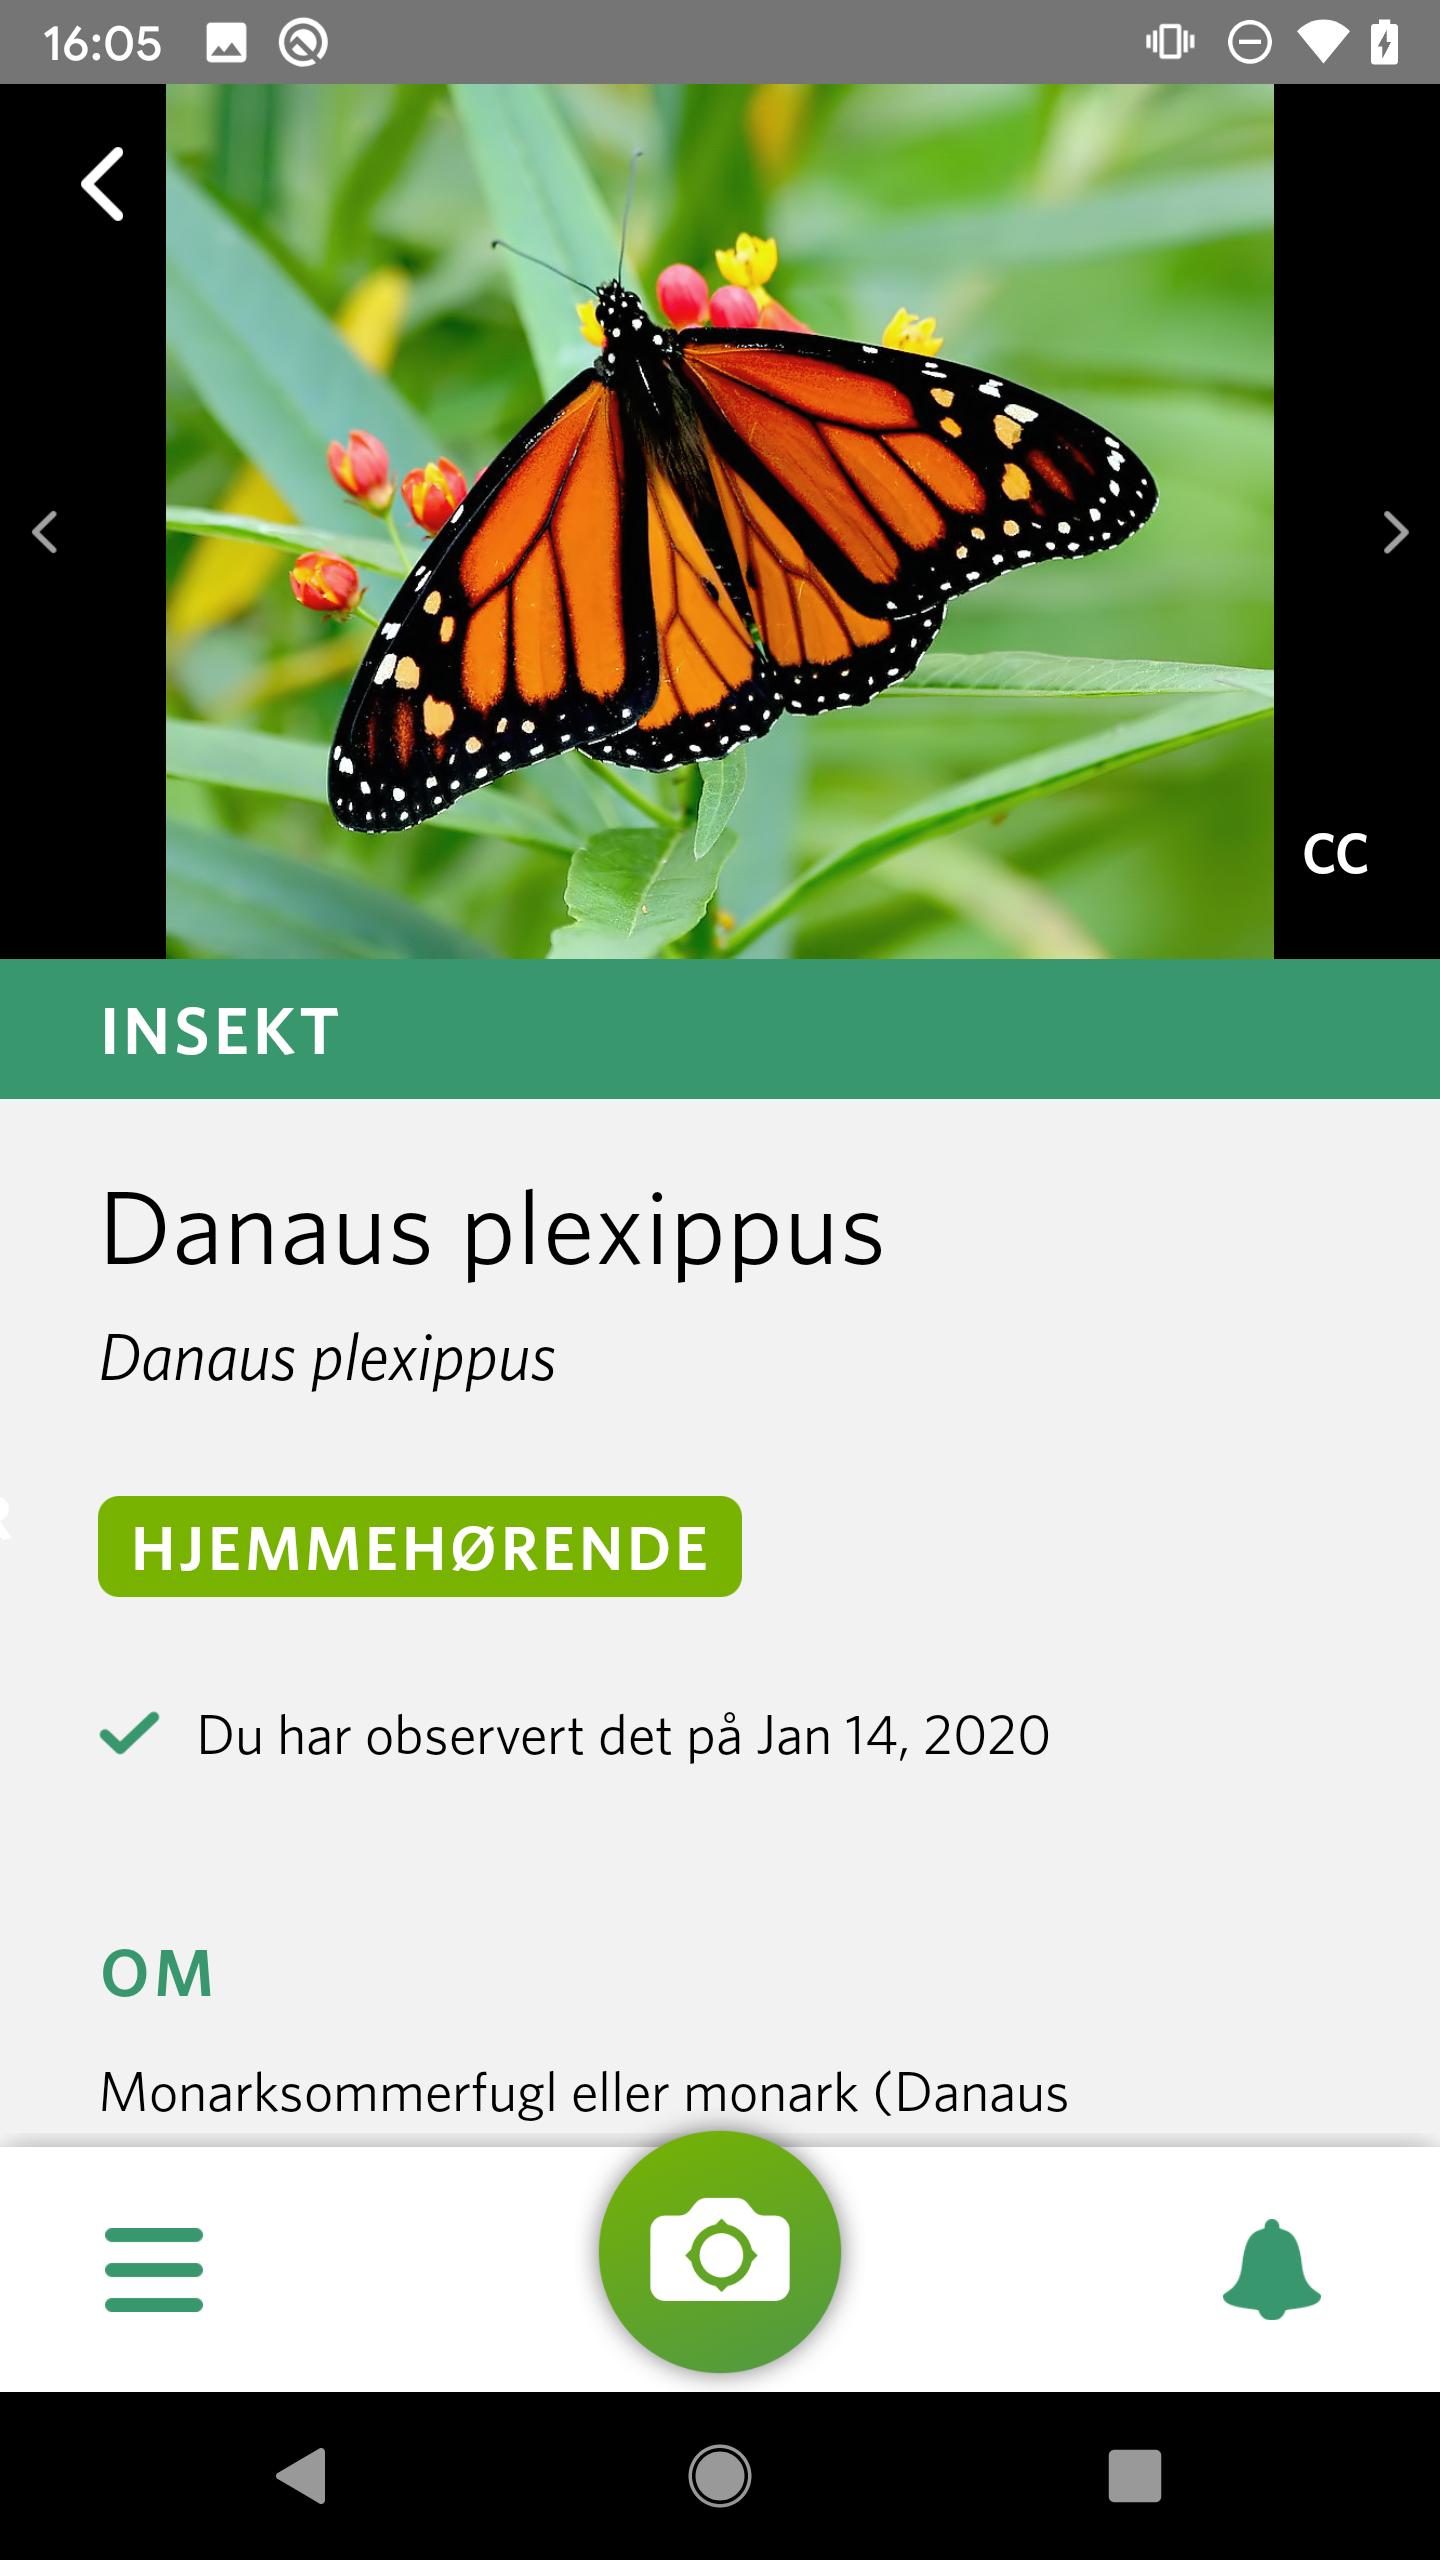 16:05
CC
INSEKT
Danaus plexippus
Danaus plexippus
HJEMMEHØRENDE
Du har observert det på Jan 14, 2020
OM
Monarksommerfugl eller monark (Danaus